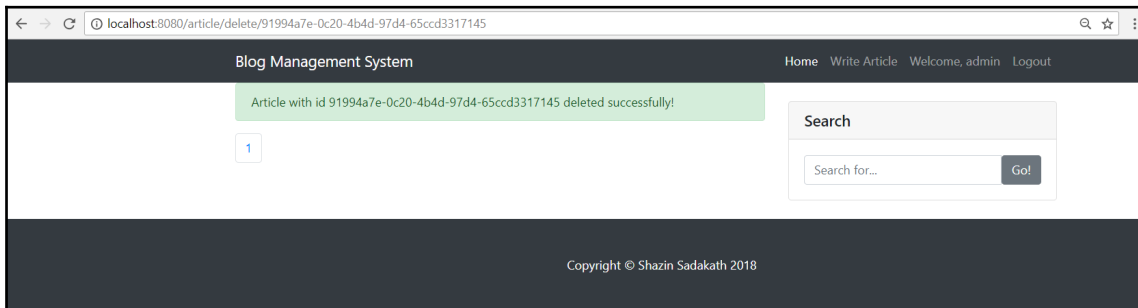 localhost:8080/article/delete/91994a7e-0c20-4b4d-97d4-65ccd3317145
Blog Management System Home Write Article Welcome, admin Logout
Article with id 91994a7e-0c20-4b4d-97d4-65ccd3317145 deleted successfully!
Search
1
Search for... Go!
Copyright © Shazin Sadakath 2018